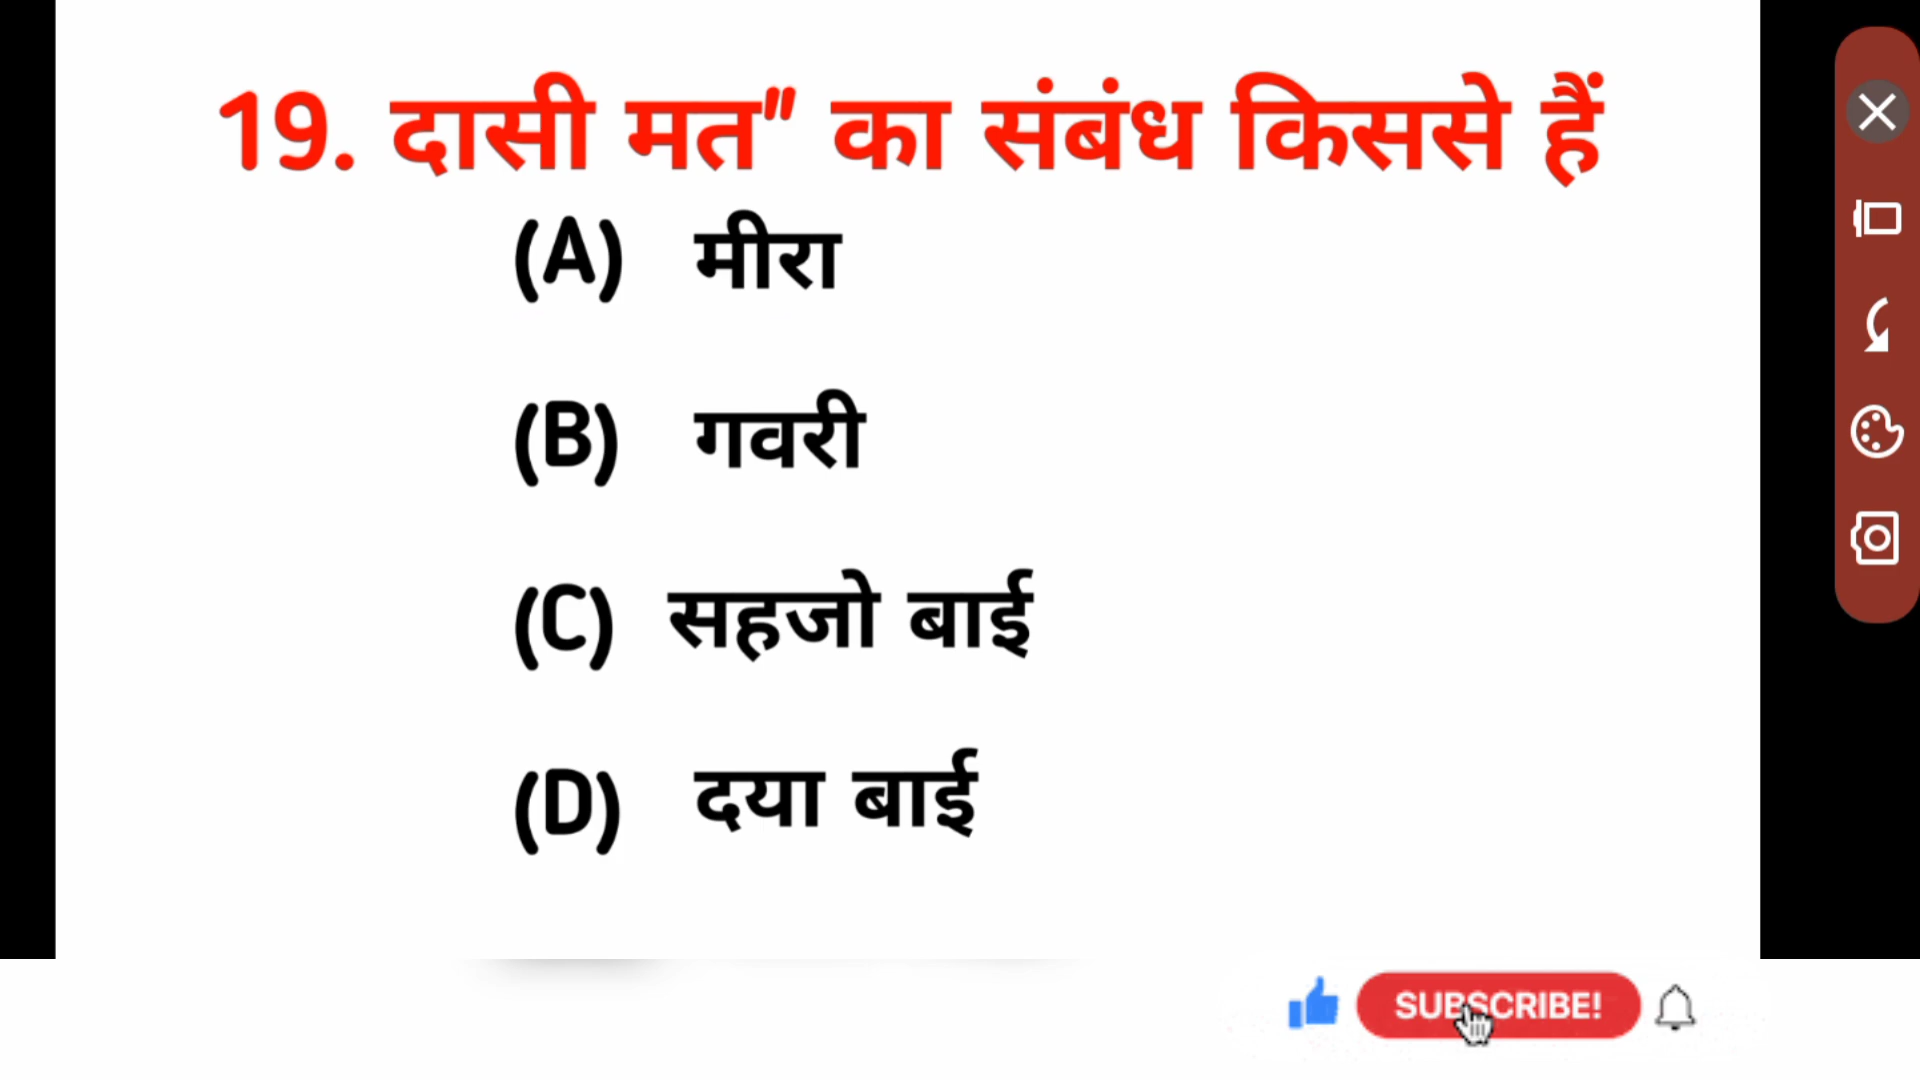 19. दासी मत" का संबंध किससे हैं
(A) मीरा
(B) गवरी
(C) सहजो बाई
(D) दया बाई
SUBSCRIBE!